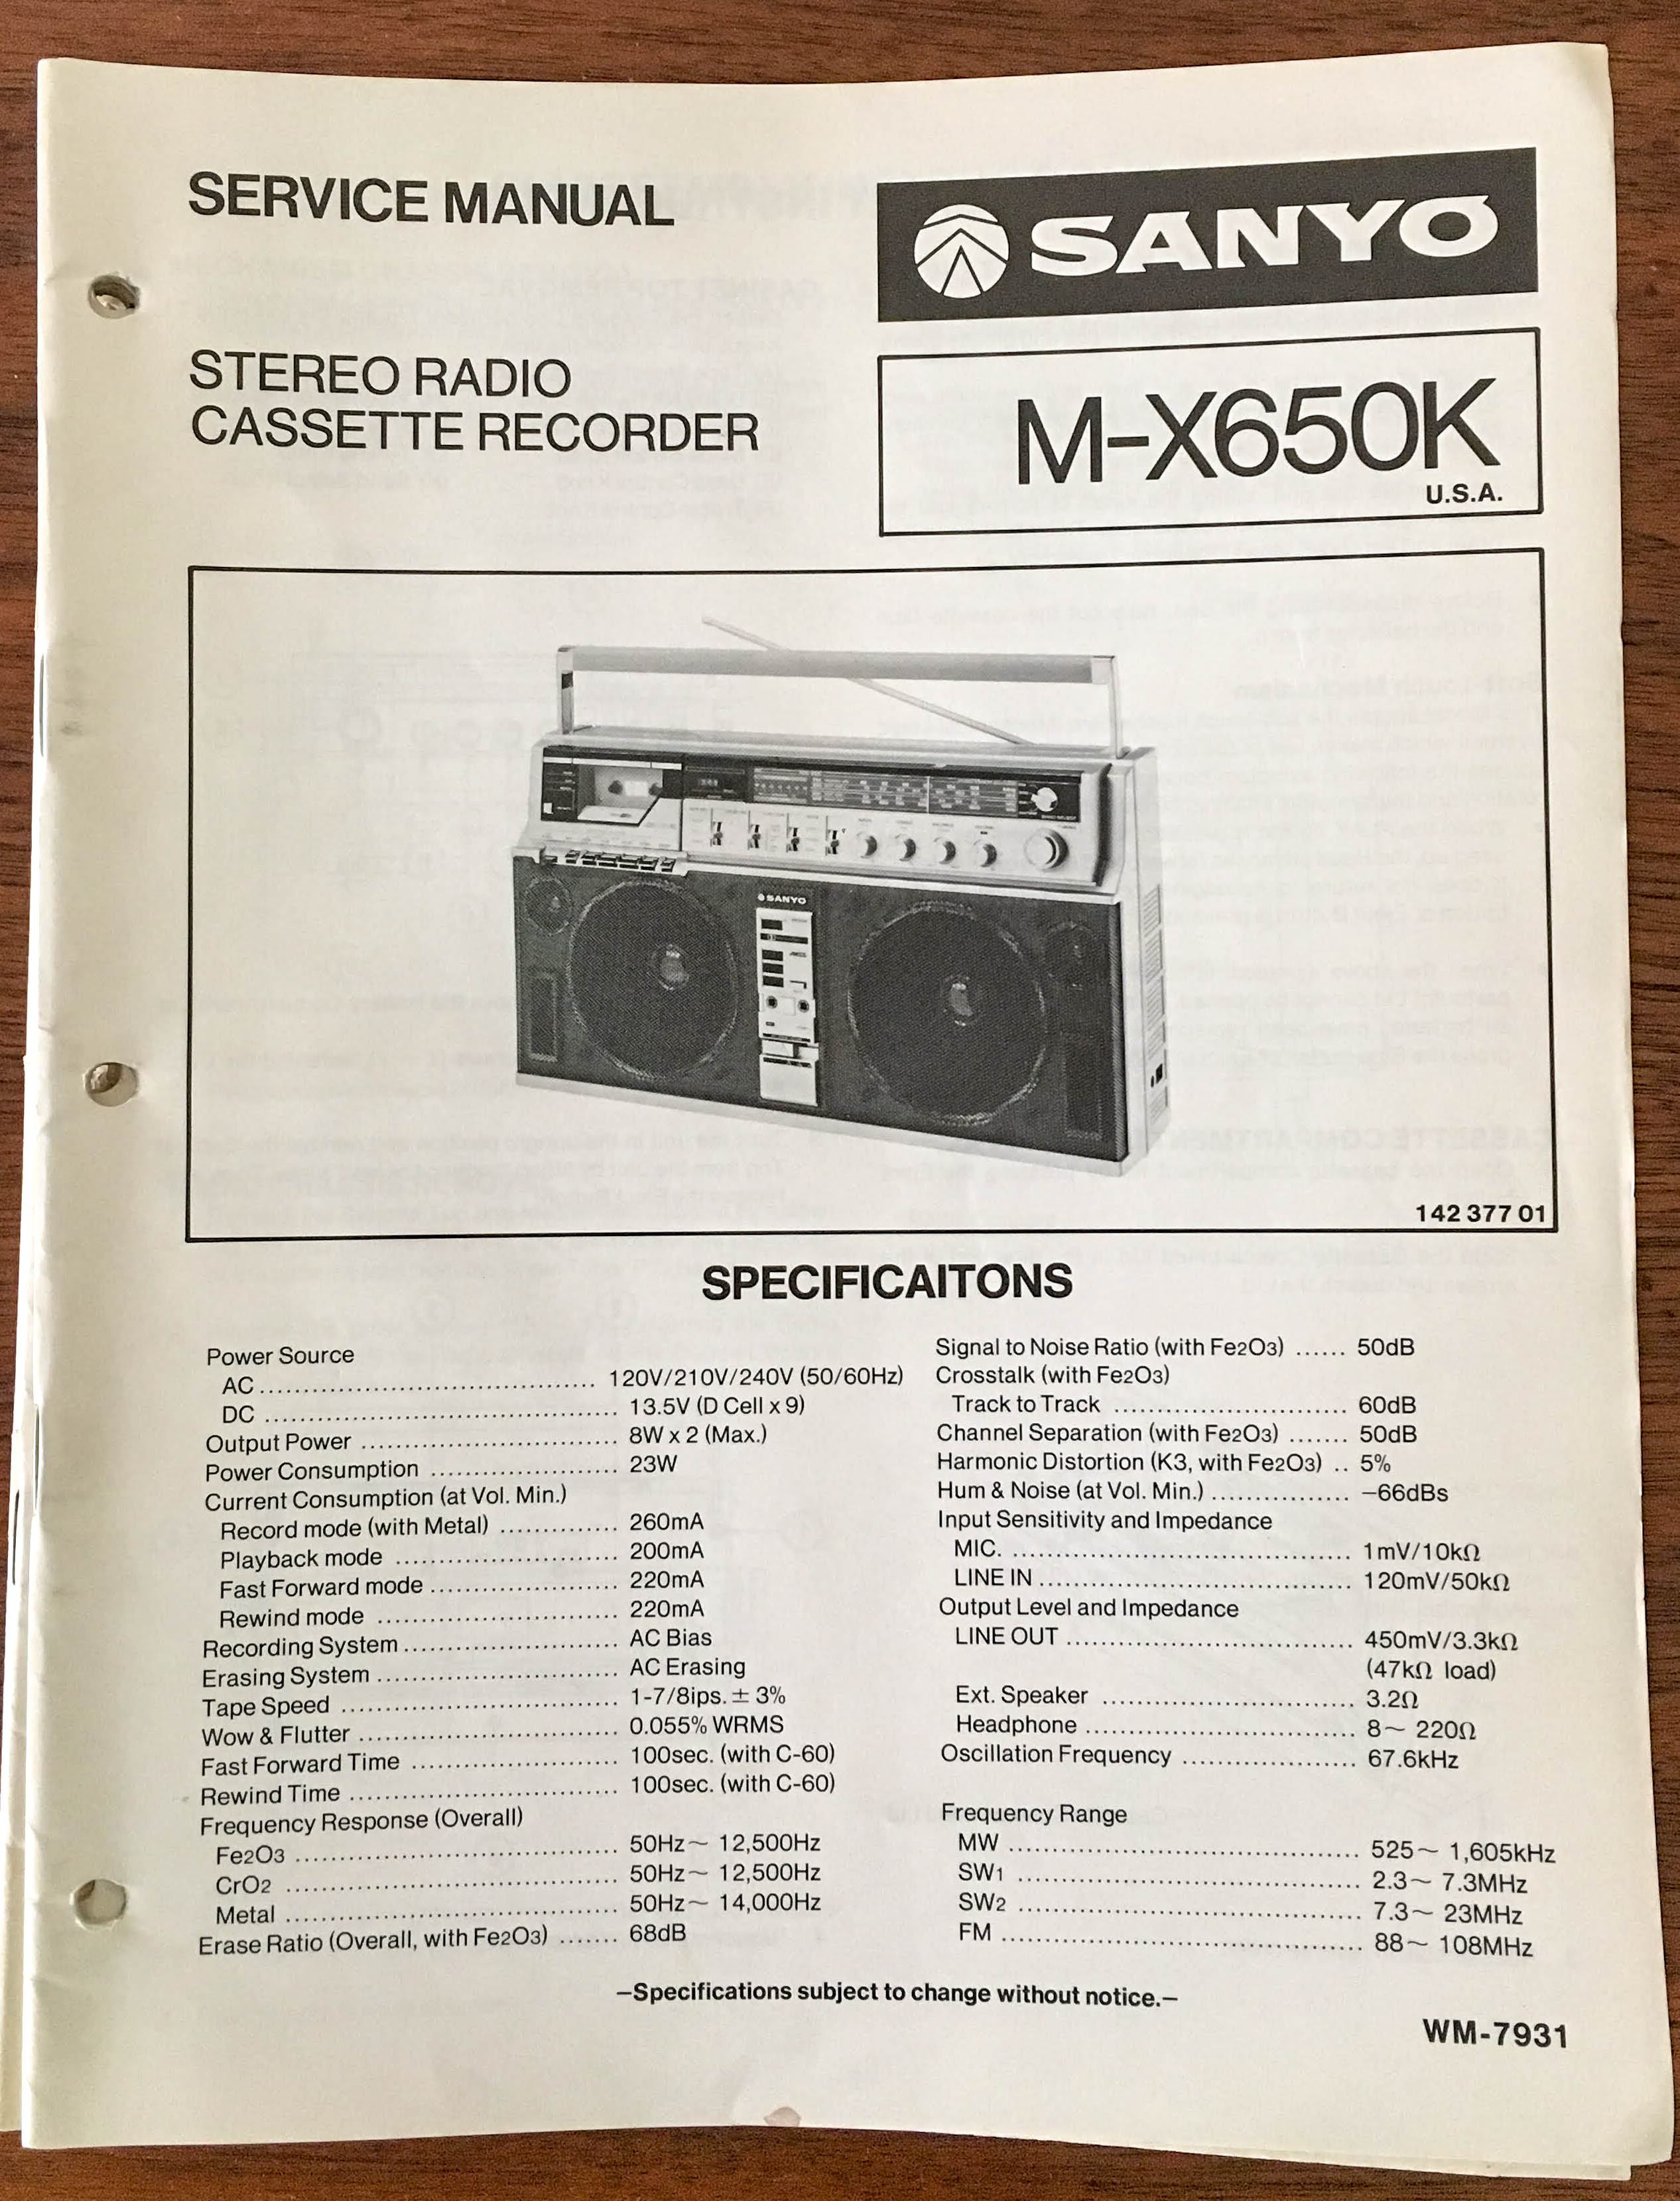 SERVICE MANUAL
SANYO
STEREO RADIO
CASSETTE RECORDER
M-X650K
U.S.A.
SANYO
142 377 01
SPECIFICAITONS
Power Source
AC ........ 120V/210V/240V (50/60Hz)
DC ........ 13.5V (D Cell x 9)
Output Power ........ 8W x 2 (Max.)
Power Consumption ........ 23W
Current Consumption (at Vol. Min.)
Record mode (with Metal) ........ 260mA
Playback mode ........ 200mA
Fast Forward mode ........ 220mA
Rewind mode ........ 220mA
Recording System ........ AC Bias
Erasing System ........ AC Erasing
Tape Speed ........ 1-7/8ips. ± 3%
Wow & Flutter ........ 0.055% WRMS
Fast Forward Time ........ 100sec. (with C-60)
Rewind Time ........ 100sec. (with C-60)
Frequency Response (Overall)
Fe2O3 ........ 50Hz~ 12,500Hz
CrO2 ........ 50Hz~ 12,500Hz
Metal ........ 50Hz~ 14,000Hz
Erase Ratio (Overall, with Fe2O3) ....... 68dB
Signal to Noise Ratio (with Fe2O3) ...... 50dB
Crosstalk (with Fe2O3)
Track to Track ........ 60dB
Channel Separation (with Fe2O3) ....... 50dB
Harmonic Distortion (K3, with Fe2O3) .. 5%
Hum & Noise (at Vol. Min.) ........ −66dBs
Input Sensitivity and Impedance
MIC. ........ 1mV/10kΩ
LINE IN ........ 120mV/50kΩ
Output Level and Impedance
LINE OUT ........ 450mV/3.3kΩ
(47kΩ load)
Ext. Speaker ........ 3.2Ω
Headphone ........ 8~ 220Ω
Oscillation Frequency ........ 67.6kHz
Frequency Range
MW ........ 525~ 1,605kHz
SW1 ........ 2.3~ 7.3MHz
SW2 ........ 7.3~ 23MHz
FM ........ 88~ 108MHz
–Specifications subject to change without notice.–
WM-7931